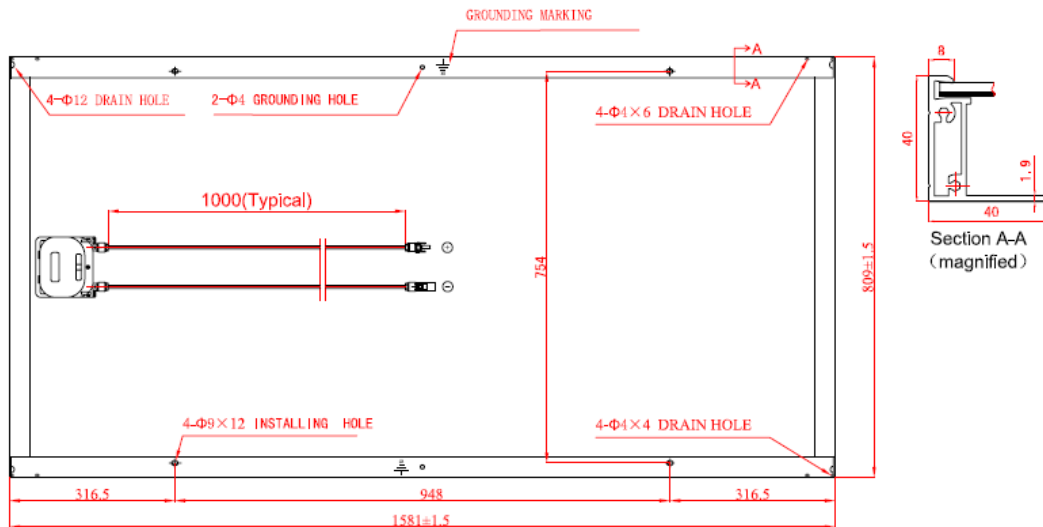 GROUNDING MARKING
A
A
4-Φ12 DRAIN HOLE
2-Φ4 GROUNDING HOLE
4-Φ4×6 DRAIN HOLE
8
40
1.9
40
Section A-A
(magnified)
1000(Typical)
+
−
754
809±1.5
4-Φ9×12 INSTALLING HOLE
4-Φ4×4 DRAIN HOLE
316.5
948
316.5
1581±1.5